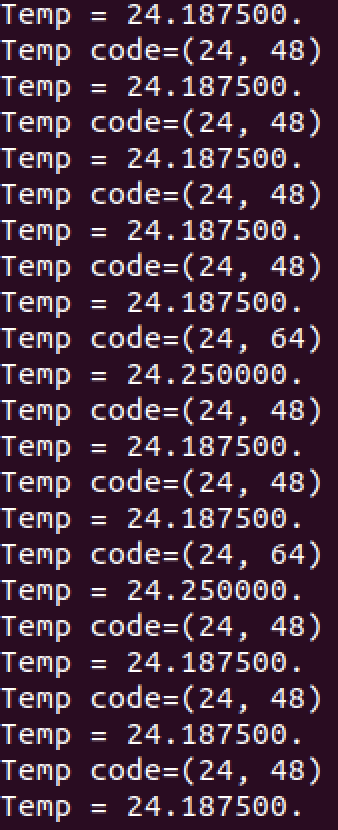 Temp = 24.187500.
Temp code=(24, 48)
Temp = 24.187500.
Temp code=(24, 48)
Temp = 24.187500.
Temp code=(24, 48)
Temp = 24.187500.
Temp code=(24, 48)
Temp = 24.187500.
Temp code=(24, 64)
Temp = 24.250000.
Temp code=(24, 48)
Temp = 24.187500.
Temp code=(24, 48)
Temp = 24.187500.
Temp code=(24, 64)
Temp = 24.250000.
Temp code=(24, 48)
Temp = 24.187500.
Temp code=(24, 48)
Temp = 24.187500.
Temp code=(24, 48)
Temp = 24.187500.